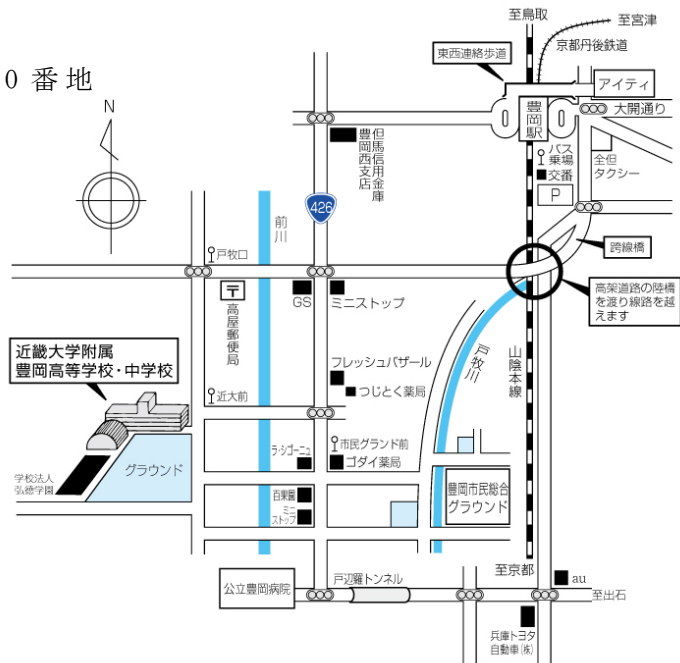 至鳥取
至宮津
京都丹後鉄道
東西連絡歩道
0 番 地
アイティ
N
大開通り
豊岡駅
但馬信用金庫
豊岡西支店
バス
乗場
交番
P
全但
タクシー
426
前川
跨線橋
戸牧口
〒
高屋郵便局
GS
ミニストップ
高架道路の陸橋
を渡り線路を越
えます
近畿大学附属
豊岡高等学校・中学校
フレッシュバザール
つじとく薬局
戸牧川
山陰本線
近大前
市民グランド前
ラ・シゴーニュ
ゴダイ薬局
グラウンド
学校法人
弘徳学園
豊岡市民総合
グラウンド
百果園
ミニ
ストップ
至京都
au
公立豊岡病院
戸辺羅トンネル
至出石
兵庫トヨタ
自動車(株)